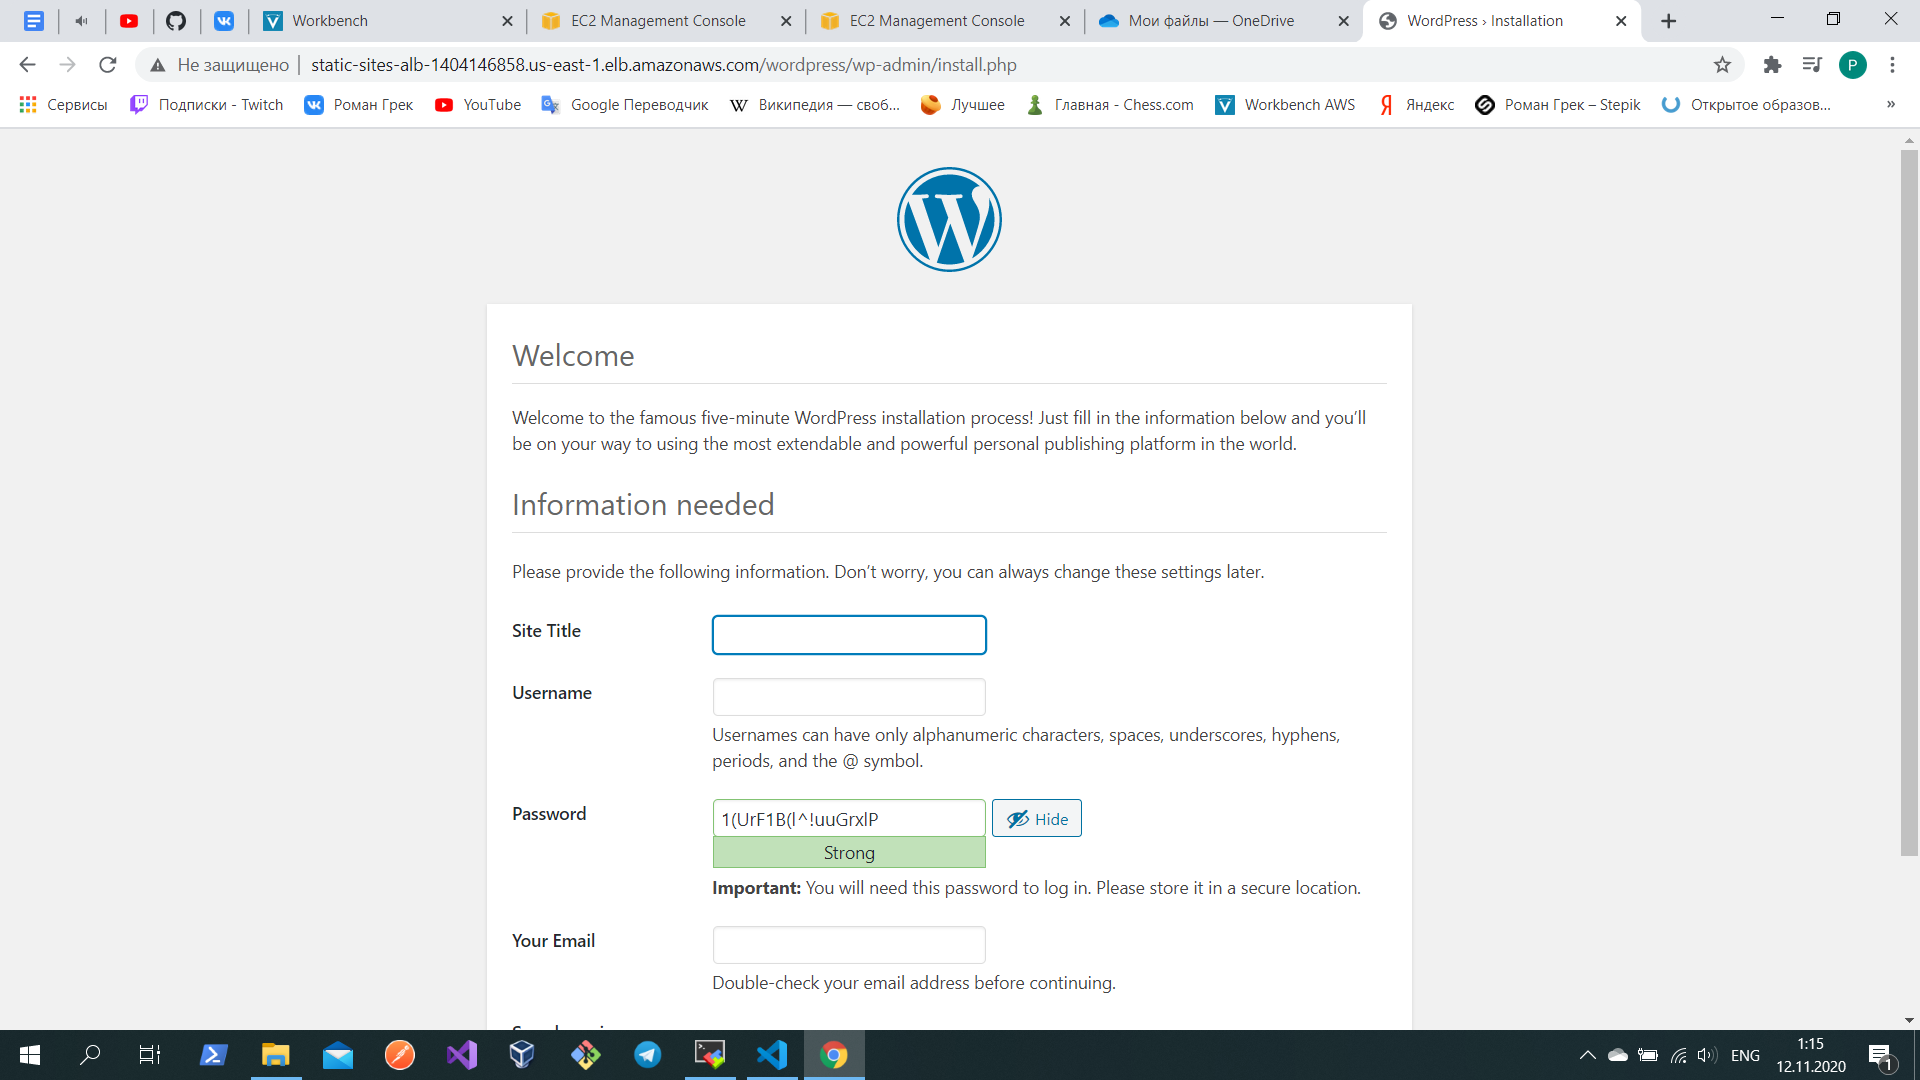 Workbench
EC2 Management Console
EC2 Management Console
Мои файлы — OneDrive
WordPress › Installation
Не защищено
static-sites-alb-1404146858.us-east-1.elb.amazonaws.com/wordpress/wp-admin/install.php
P
Сервисы
Подписки - Twitch
Роман Грек
YouTube
Google Переводчик
Википедия — своб...
Лучшее
Главная - Chess.com
Workbench AWS
Яндекс
Роман Грек – Stepik
Открытое образов...
»
Welcome
Welcome to the famous five-minute WordPress installation process! Just fill in the information below and you’ll
be on your way to using the most extendable and powerful personal publishing platform in the world.
Information needed
Please provide the following information. Don’t worry, you can always change these settings later.
Site Title
Username
Usernames can have only alphanumeric characters, spaces, underscores, hyphens,
periods, and the @ symbol.
Password
1(UrF1B(l^!uuGrxlP
Hide
Strong
Important: You will need this password to log in. Please store it in a secure location.
Your Email
Double-check your email address before continuing.
ENG
1:15
12.11.2020
1